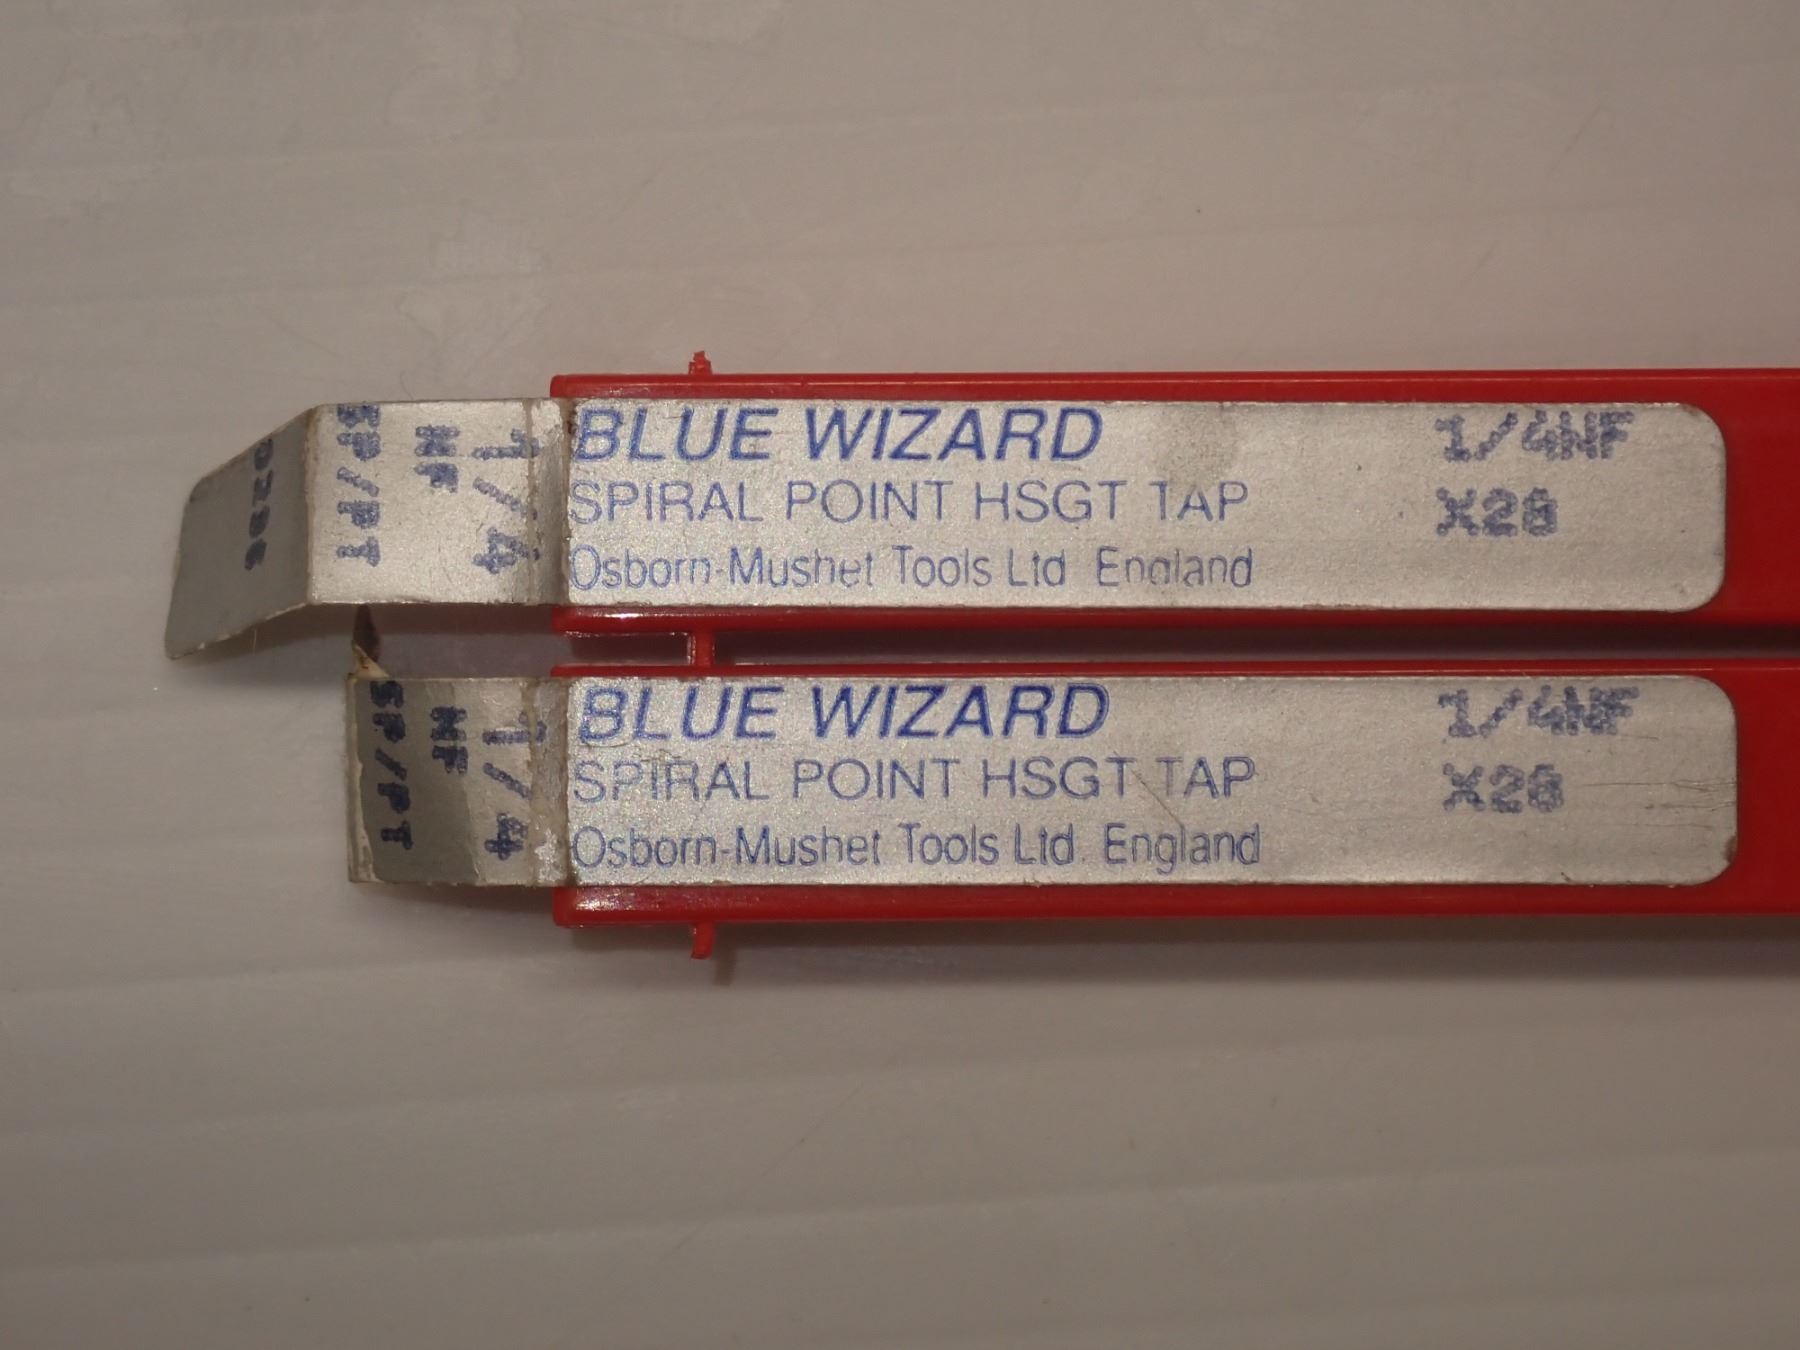 BLUE WIZARD
SPIRAL POINT HSGT TAP
Osborn-Mushet Tools Ltd England
1/4NF
X28
1/4
NF
SP/PT
BLUE WIZARD
SPIRAL POINT HSGT TAP
Osborn-Mushet Tools Ltd. England
1/4NF
X28
1/4
NF
SP/PT